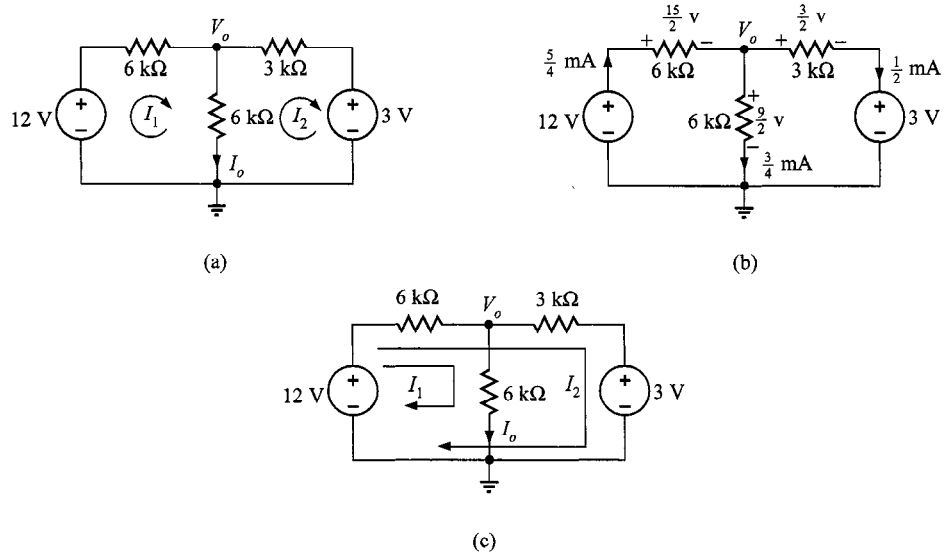 V_o
6 kΩ
3 kΩ
12 V
+
−
I_1
6 kΩ
I_2
+
−
3 V
I_o
(a)
15/2 v
V_o
3/2 v
5/4 mA
+ −
6 kΩ
+ −
3 kΩ
1/2 mA
12 V
+
−
6 kΩ
+
9/2 v
−
3/4 mA
+
−
3 V
(b)
6 kΩ
V_o
3 kΩ
12 V
+
−
I_1
6 kΩ
I_2
+
−
3 V
I_o
(c)